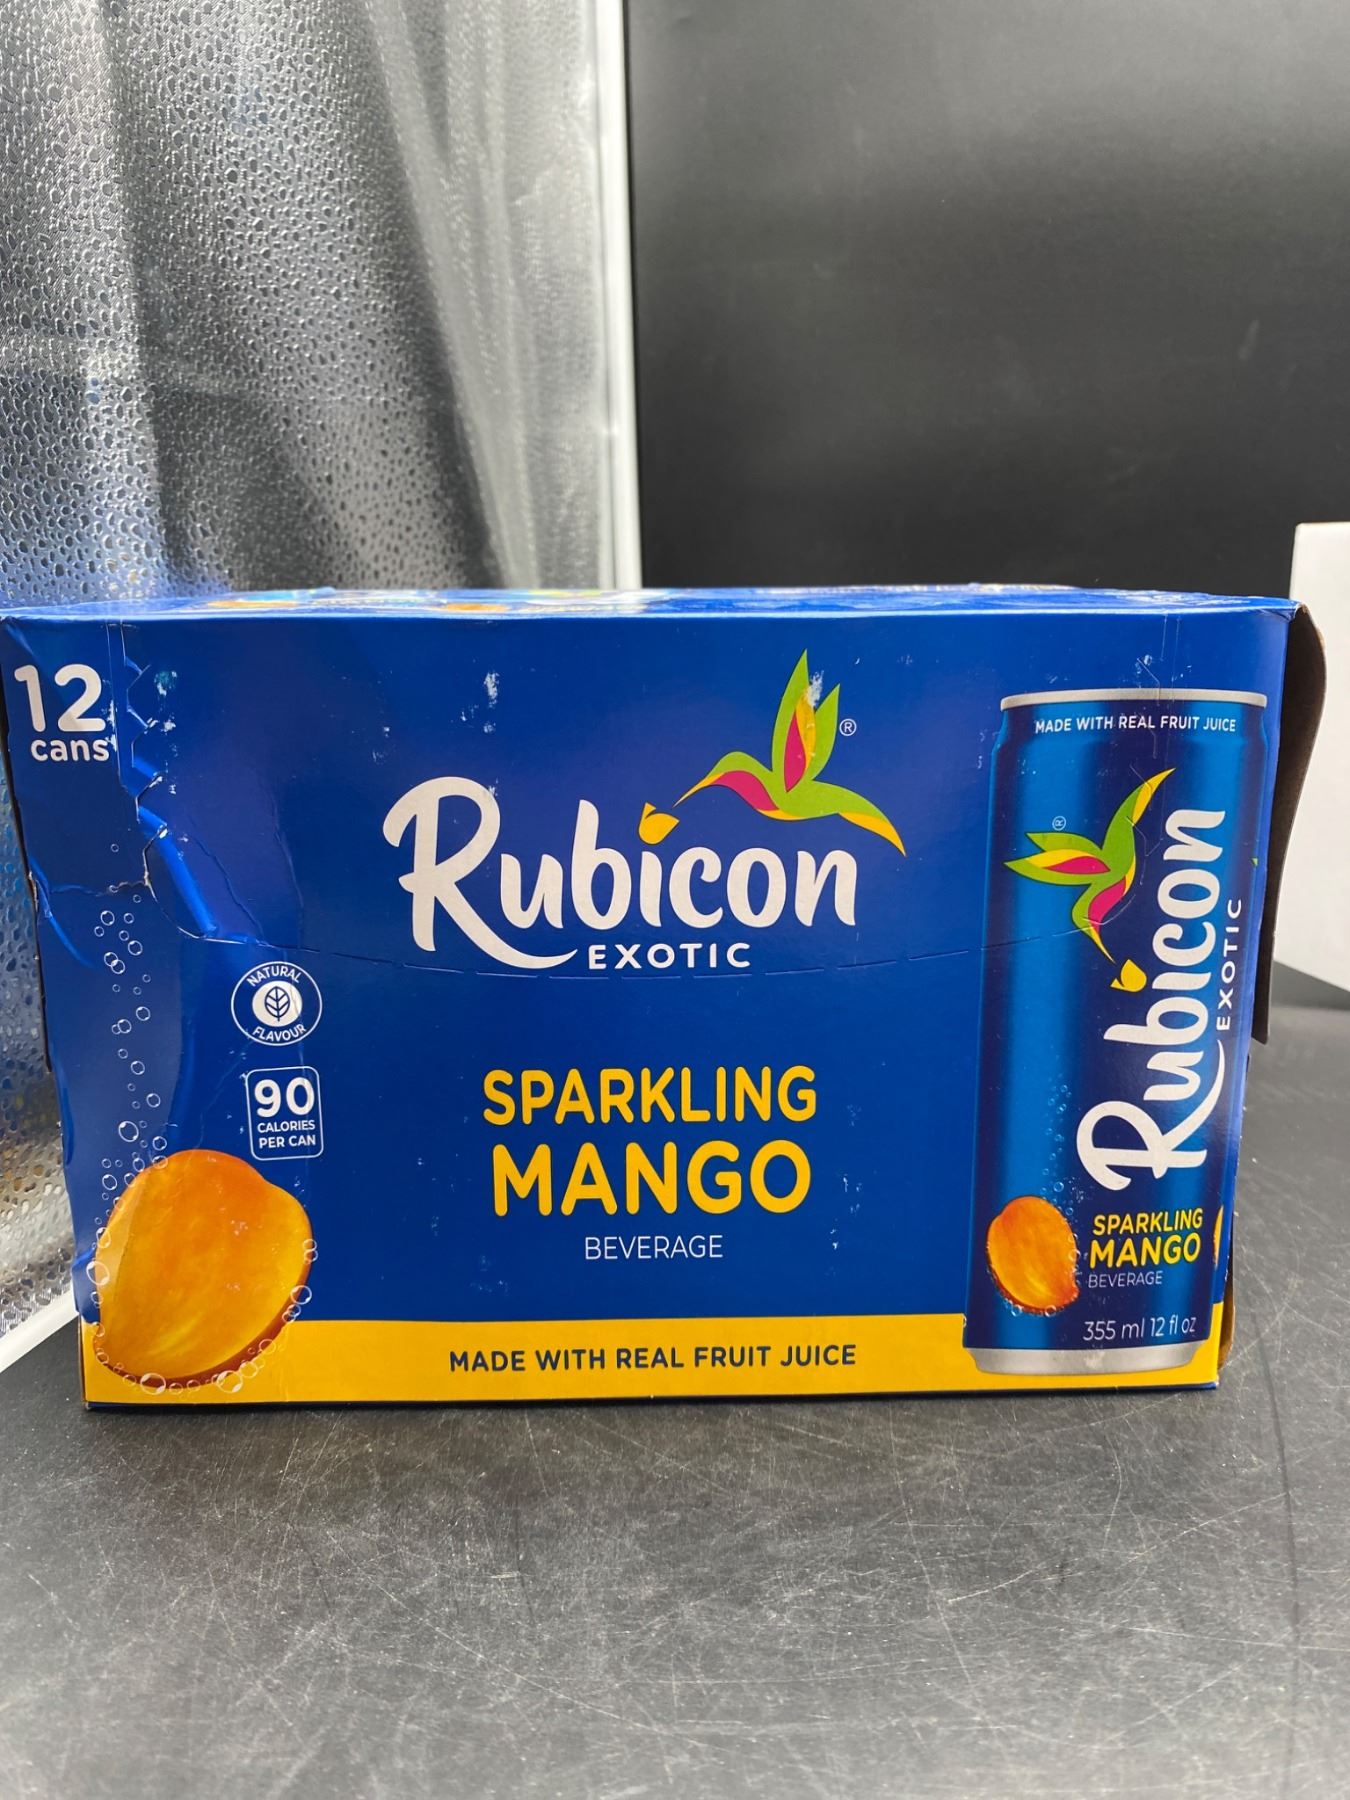 12
cans
Rubicon
®
EXOTIC
NATURAL
FLAVOUR
90
CALORIES
PER CAN
SPARKLING
MANGO
BEVERAGE
MADE WITH REAL FRUIT JUICE
MADE WITH REAL FRUIT JUICE
®
Rubicon
EXOTIC
SPARKLING
MANGO
BEVERAGE
355 ml 12 fl oz